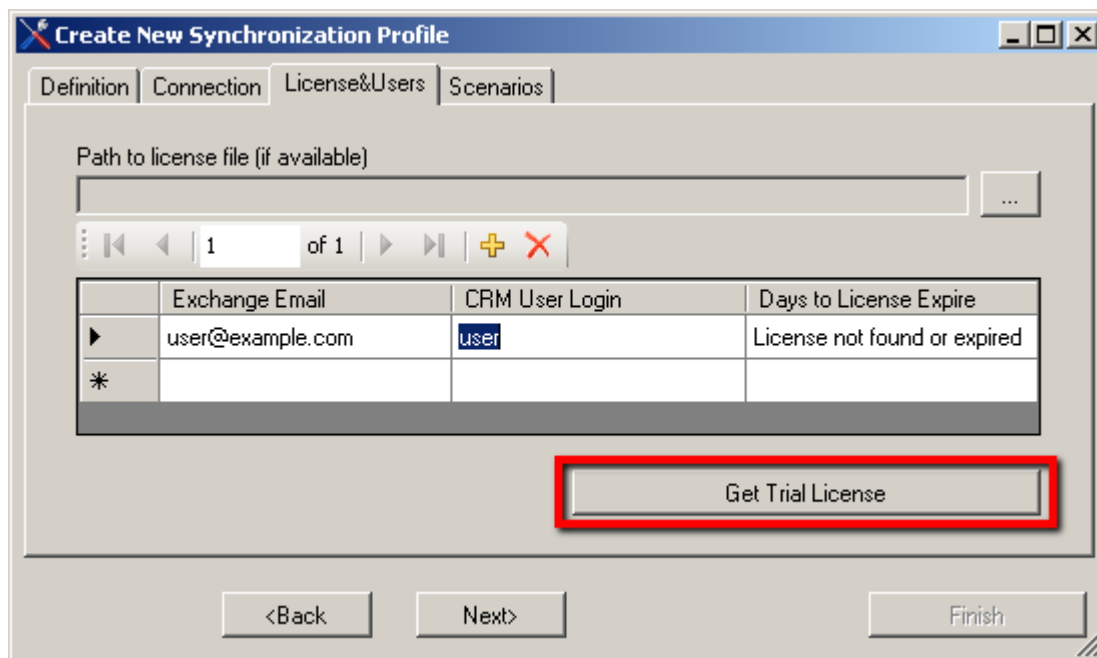 Create New Synchronization Profile
Definition Connection License&Users Scenarios
Path to license file (if available)
...
1 of 1
Exchange Email CRM User Login Days to License Expire
user@example.com user License not found or expired
Get Trial License
<Back Next> Finish